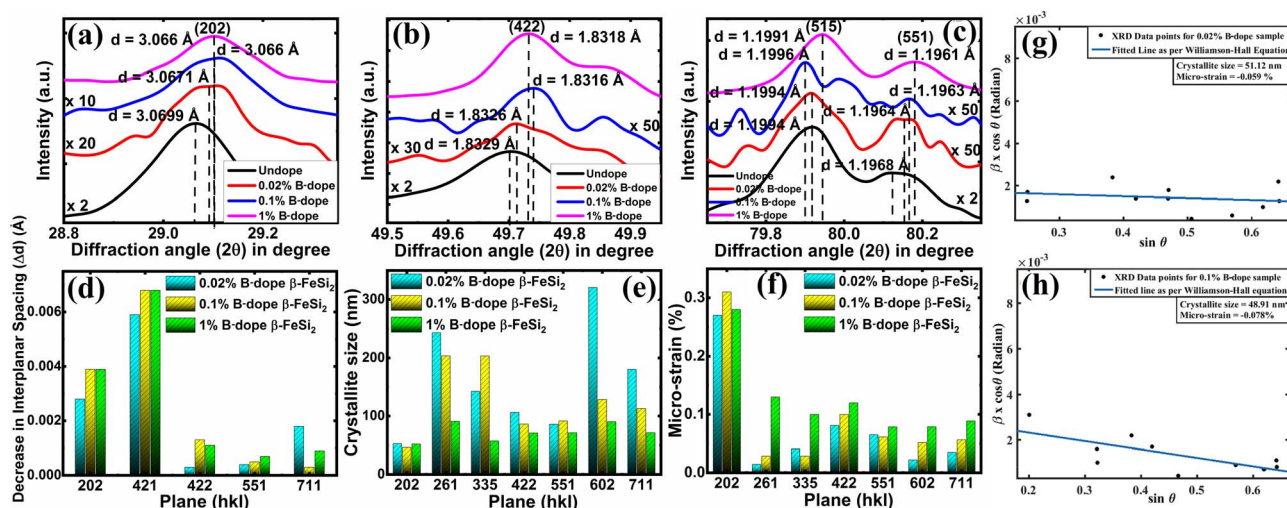 (a)
(202)
d = 3.066 Å
d = 3.066 Å
d = 3.0671 Å
d = 3.0699 Å
x 10
x 20
x 2
Undope
0.02% B-dope
0.1% B-dope
1% B-dope
Intensity (a.u.)
28.8 29.0 29.2
Diffraction angle (2θ) in degree
(b)
(422)
d = 1.8318 Å
d = 1.8316 Å
d = 1.8326 Å
d = 1.8329 Å
x 50
x 30
x 2
Undope
0.02% B-dope
0.1% B-dope
1% B-dope
Intensity (a.u.)
49.5 49.6 49.7 49.8 49.9
Diffraction angle (2θ) in degree
(c)
(515)
(551)
d = 1.1991 Å
d = 1.1996 Å
d = 1.1961 Å
d = 1.1963 Å
d = 1.1994 Å
d = 1.1964 Å
d = 1.1994 Å
d = 1.1968 Å
x 50
x 50
x 2
Undope
0.02% B-dope
0.1% B-dope
1% B-dope
Intensity (a.u.)
79.8 80.0 80.2
Diffraction angle (2θ) in degree
(g)
× 10⁻³
XRD Data points for 0.02% B-dope sample
Fitted Line as per Williamson-Hall Equation
Crystallite size = 51.12 nm
Micro-strain = -0.059 %
β x cosθ (Radian)
8
6
4
2
0
0.3 0.4 0.5 0.6
sin θ
(d)
0.02% B-dope β-FeSi₂
0.1% B-dope β-FeSi₂
1% B-dope β-FeSi₂
Decrease in Interplanar Spacing (Δd) (Å)
0.006
0.004
0.002
0.000
202 421 422 551 711
Plane (hkl)
(e)
0.02% B-dope β-FeSi₂
0.1% B-dope β-FeSi₂
1% B-dope β-FeSi₂
Crystallite size (nm)
300
200
100
0
202 261 335 422 551 602 711
Plane (hkl)
(f)
0.02% B-dope β-FeSi₂
0.1% B-dope β-FeSi₂
1% B-dope β-FeSi₂
Micro-strain (%)
0.3
0.2
0.1
0.0
202 261 335 422 551 602 711
Plane (hkl)
(h)
× 10⁻³
XRD Data points for 0.1% B-dope sample
Fitted line as per Williamson-Hall equation
Crystallite size = 48.91 nm
Micro-strain = -0.078%
β x cosθ (Radian)
8
6
4
2
0
0.2 0.3 0.4 0.5 0.6
sin θ